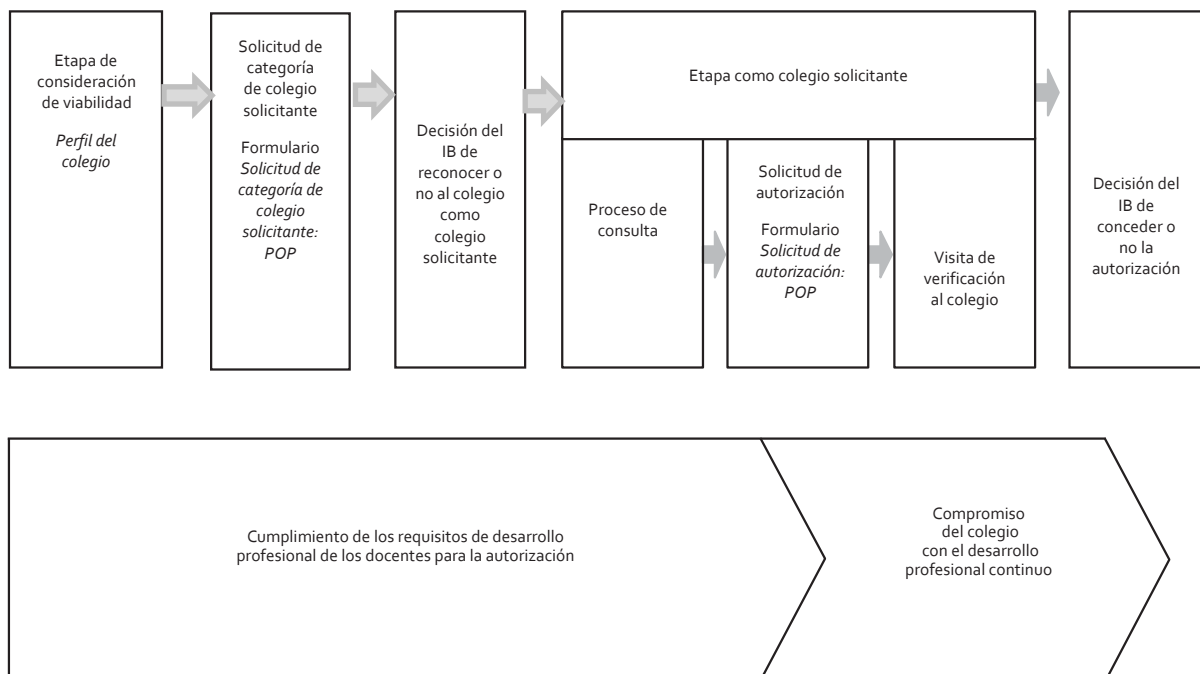 Etapa de
consideración
de viabilidad
Perfil del
colegio
Solicitud de
categoría
de colegio
solicitante
Formulario
Solicitud de
categoría de
colegio
solicitante:
POP
Decisión del
IB de
reconocer o
no al colegio
como
colegio
solicitante
Etapa como colegio solicitante
Proceso de
consulta
Solicitud de
autorización
Formulario
Solicitud de
autorización:
POP
Visita de
verificación
al colegio
Decisión del
IB de
conceder o
no la
autorización
Cumplimiento de los requisitos de desarrollo
profesional de los docentes para la autorización
Compromiso
del colegio
con el desarrollo
profesional continuo